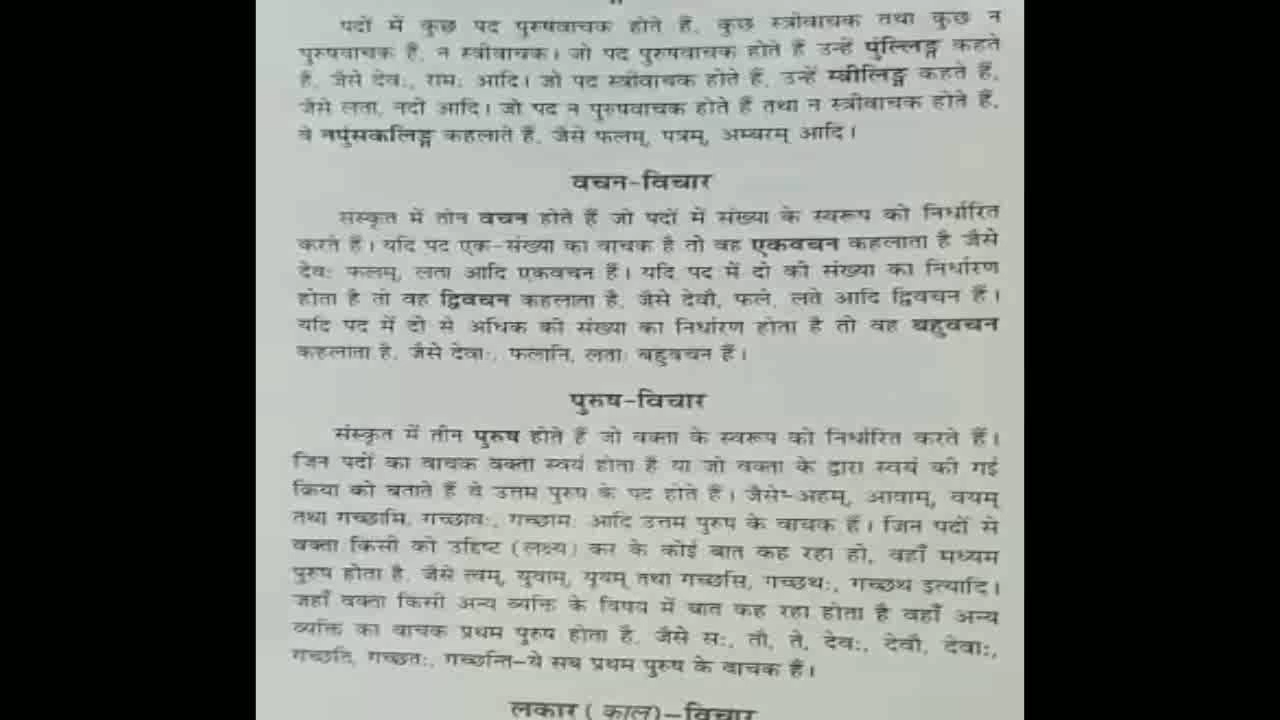 पदों में कुछ पद पुरुषवाचक होते हैं, कुछ स्त्रीवाचक तथा कुछ न
पुरुषवाचक हैं, न स्त्रीवाचक। जो पद पुरुषवाचक होते हैं उन्हें पुंल्लिङ्ग कहते
हैं, जैसे देवः, रामः आदि। जो पद स्त्रीवाचक होते हैं, उन्हें स्त्रीलिङ्ग कहते हैं,
जैसे लता, नदी आदि। जो पद न पुरुषवाचक होते हैं तथा न स्त्रीवाचक होते हैं,
वे नपुंसकलिङ्ग कहलाते हैं, जैसे फलम्, पत्रम्, अम्बरम् आदि।
वचन-विचार
संस्कृत में तीन वचन होते हैं जो पदों में संख्या के स्वरूप को निर्धारित
करते हैं। यदि पद एक-संख्या का वाचक है तो वह एकवचन कहलाता है जैसे
देवः फलम्, लता आदि एकवचन हैं। यदि पद में दो की संख्या का निर्धारण
होता है तो वह द्विवचन कहलाता है, जैसे देवौ, फले, लते आदि द्विवचन हैं।
यदि पद में दो से अधिक की संख्या का निर्धारण होता है तो वह बहुवचन
कहलाता है, जैसे देवाः, फलानि, लताः बहुवचन हैं।
पुरुष-विचार
संस्कृत में तीन पुरुष होते हैं जो वक्ता के स्वरूप को निर्धारित करते हैं।
जिन पदों का वाचक वक्ता स्वयं होता है या जो वक्ता के द्वारा स्वयं की गई
क्रिया को बताते हैं वे उत्तम पुरुष के पद होते हैं। जैसे-अहम्, आवाम्, वयम्
तथा गच्छामि, गच्छावः, गच्छामः आदि उत्तम पुरुष के वाचक हैं। जिन पदों से
वक्ता किसी को उद्दिष्ट (लक्ष्य) कर के कोई बात कह रहा हो, वहाँ मध्यम
पुरुष होता है, जैसे त्वम्, युवाम्, यूयम् तथा गच्छसि, गच्छथः, गच्छथ इत्यादि।
जहाँ वक्ता किसी अन्य व्यक्ति के विषय में बात कह रहा होता है वहाँ अन्य
व्यक्ति का वाचक प्रथम पुरुष होता है, जैसे सः, तौ, ते, देवः, देवौ, देवाः,
गच्छति, गच्छतः, गच्छन्ति-ये सब प्रथम पुरुष के वाचक हैं।
लकार (काल)-विचार